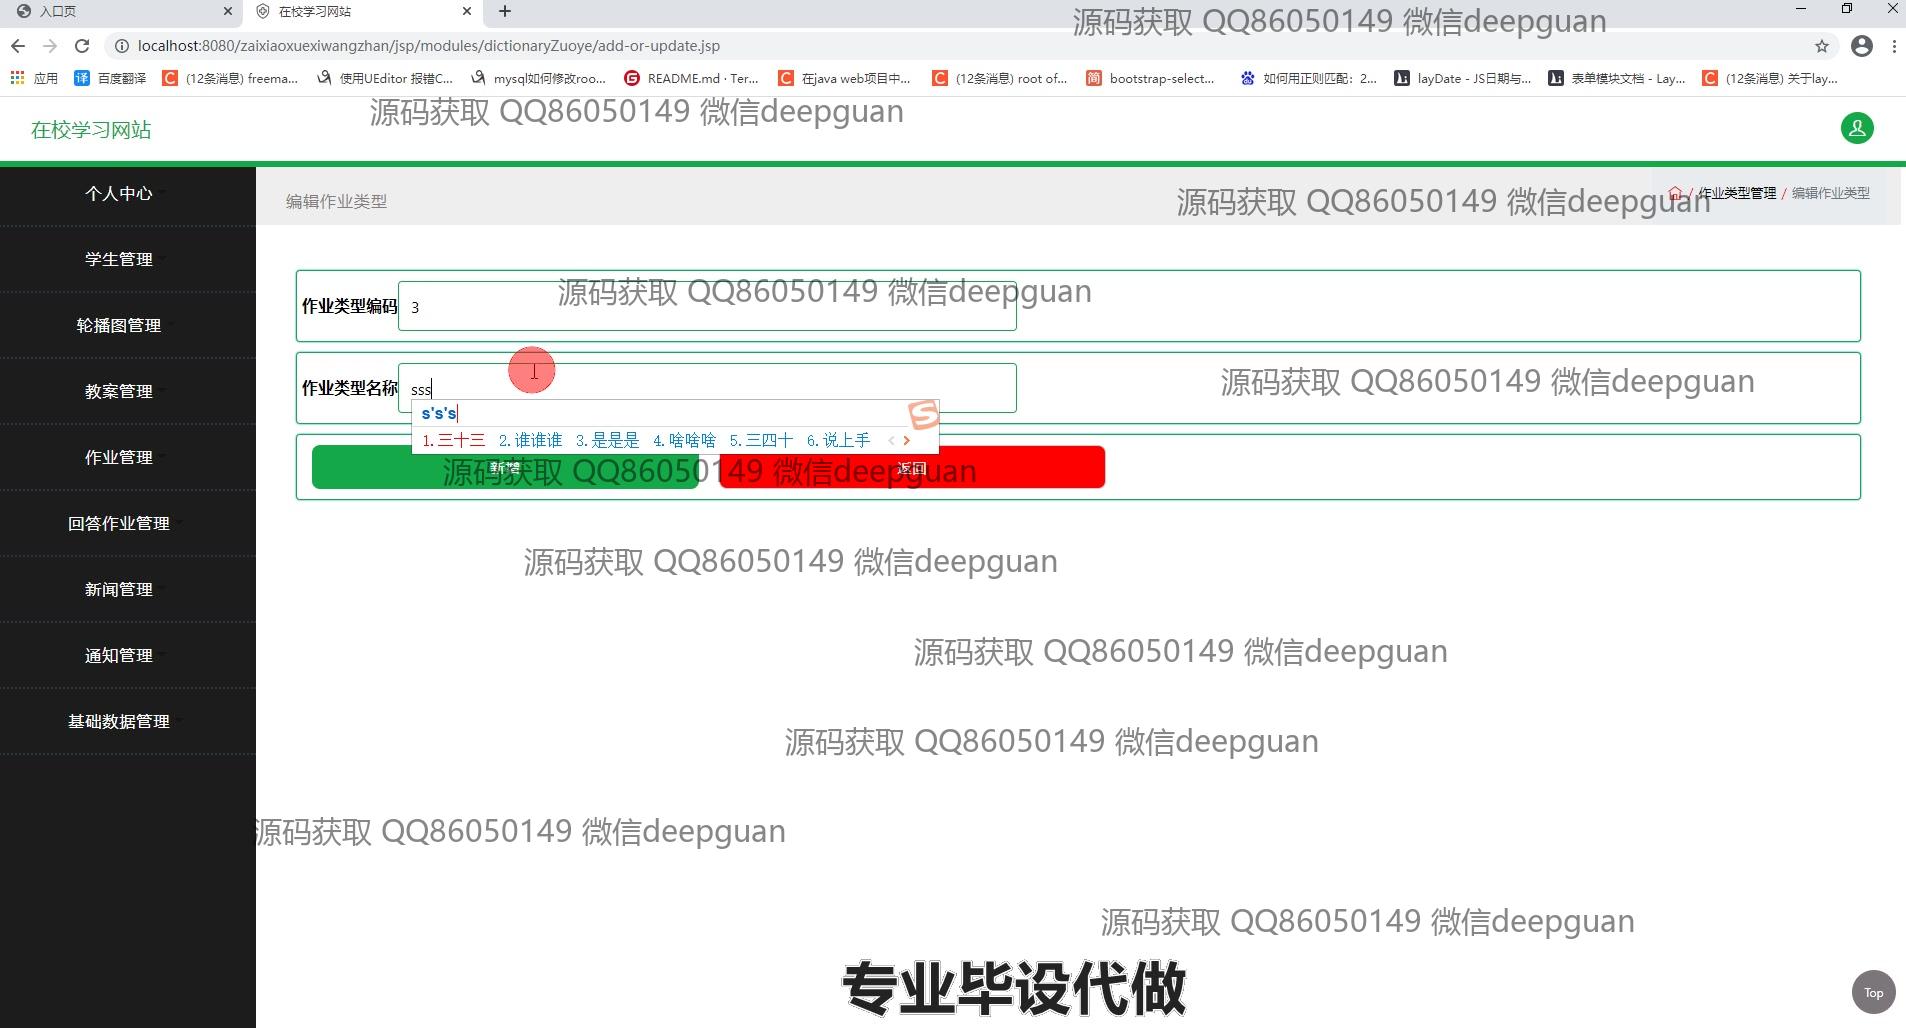 入口页
在校学习网站
源码获取 QQ86050149 微信deepguan
localhost:8080/zaixiaoxuexiwangzhan/jsp/modules/dictionaryZuoye/add-or-update.jsp
应用
百度翻译
(12条消息) freema...
使用UEditor 报错C...
mysql如何修改roo...
README.md · Ter...
在java web项目中...
(12条消息) root of...
bootstrap-select...
如何用正则匹配：2...
layDate - JS日期与...
表单模块文档 - Lay...
(12条消息) 关于lay...
源码获取 QQ86050149 微信deepguan
在校学习网站
个人中心
编辑作业类型
源码获取 QQ86050149 微信deepguan
/ 作业类型管理 / 编辑作业类型
学生管理
源码获取 QQ86050149 微信deepguan
作业类型编码
3
轮播图管理
作业类型名称
sss
源码获取 QQ86050149 微信deepguan
教案管理
s's's
1.三十三 2.谁谁谁 3.是是是 4.啥啥啥 5.三四十 6.说上手
作业管理
新增
返回
源码获取 QQ86050149 微信deepguan
回答作业管理
源码获取 QQ86050149 微信deepguan
新闻管理
通知管理
源码获取 QQ86050149 微信deepguan
基础数据管理
源码获取 QQ86050149 微信deepguan
源码获取 QQ86050149 微信deepguan
源码获取 QQ86050149 微信deepguan
专业毕设代做
Top